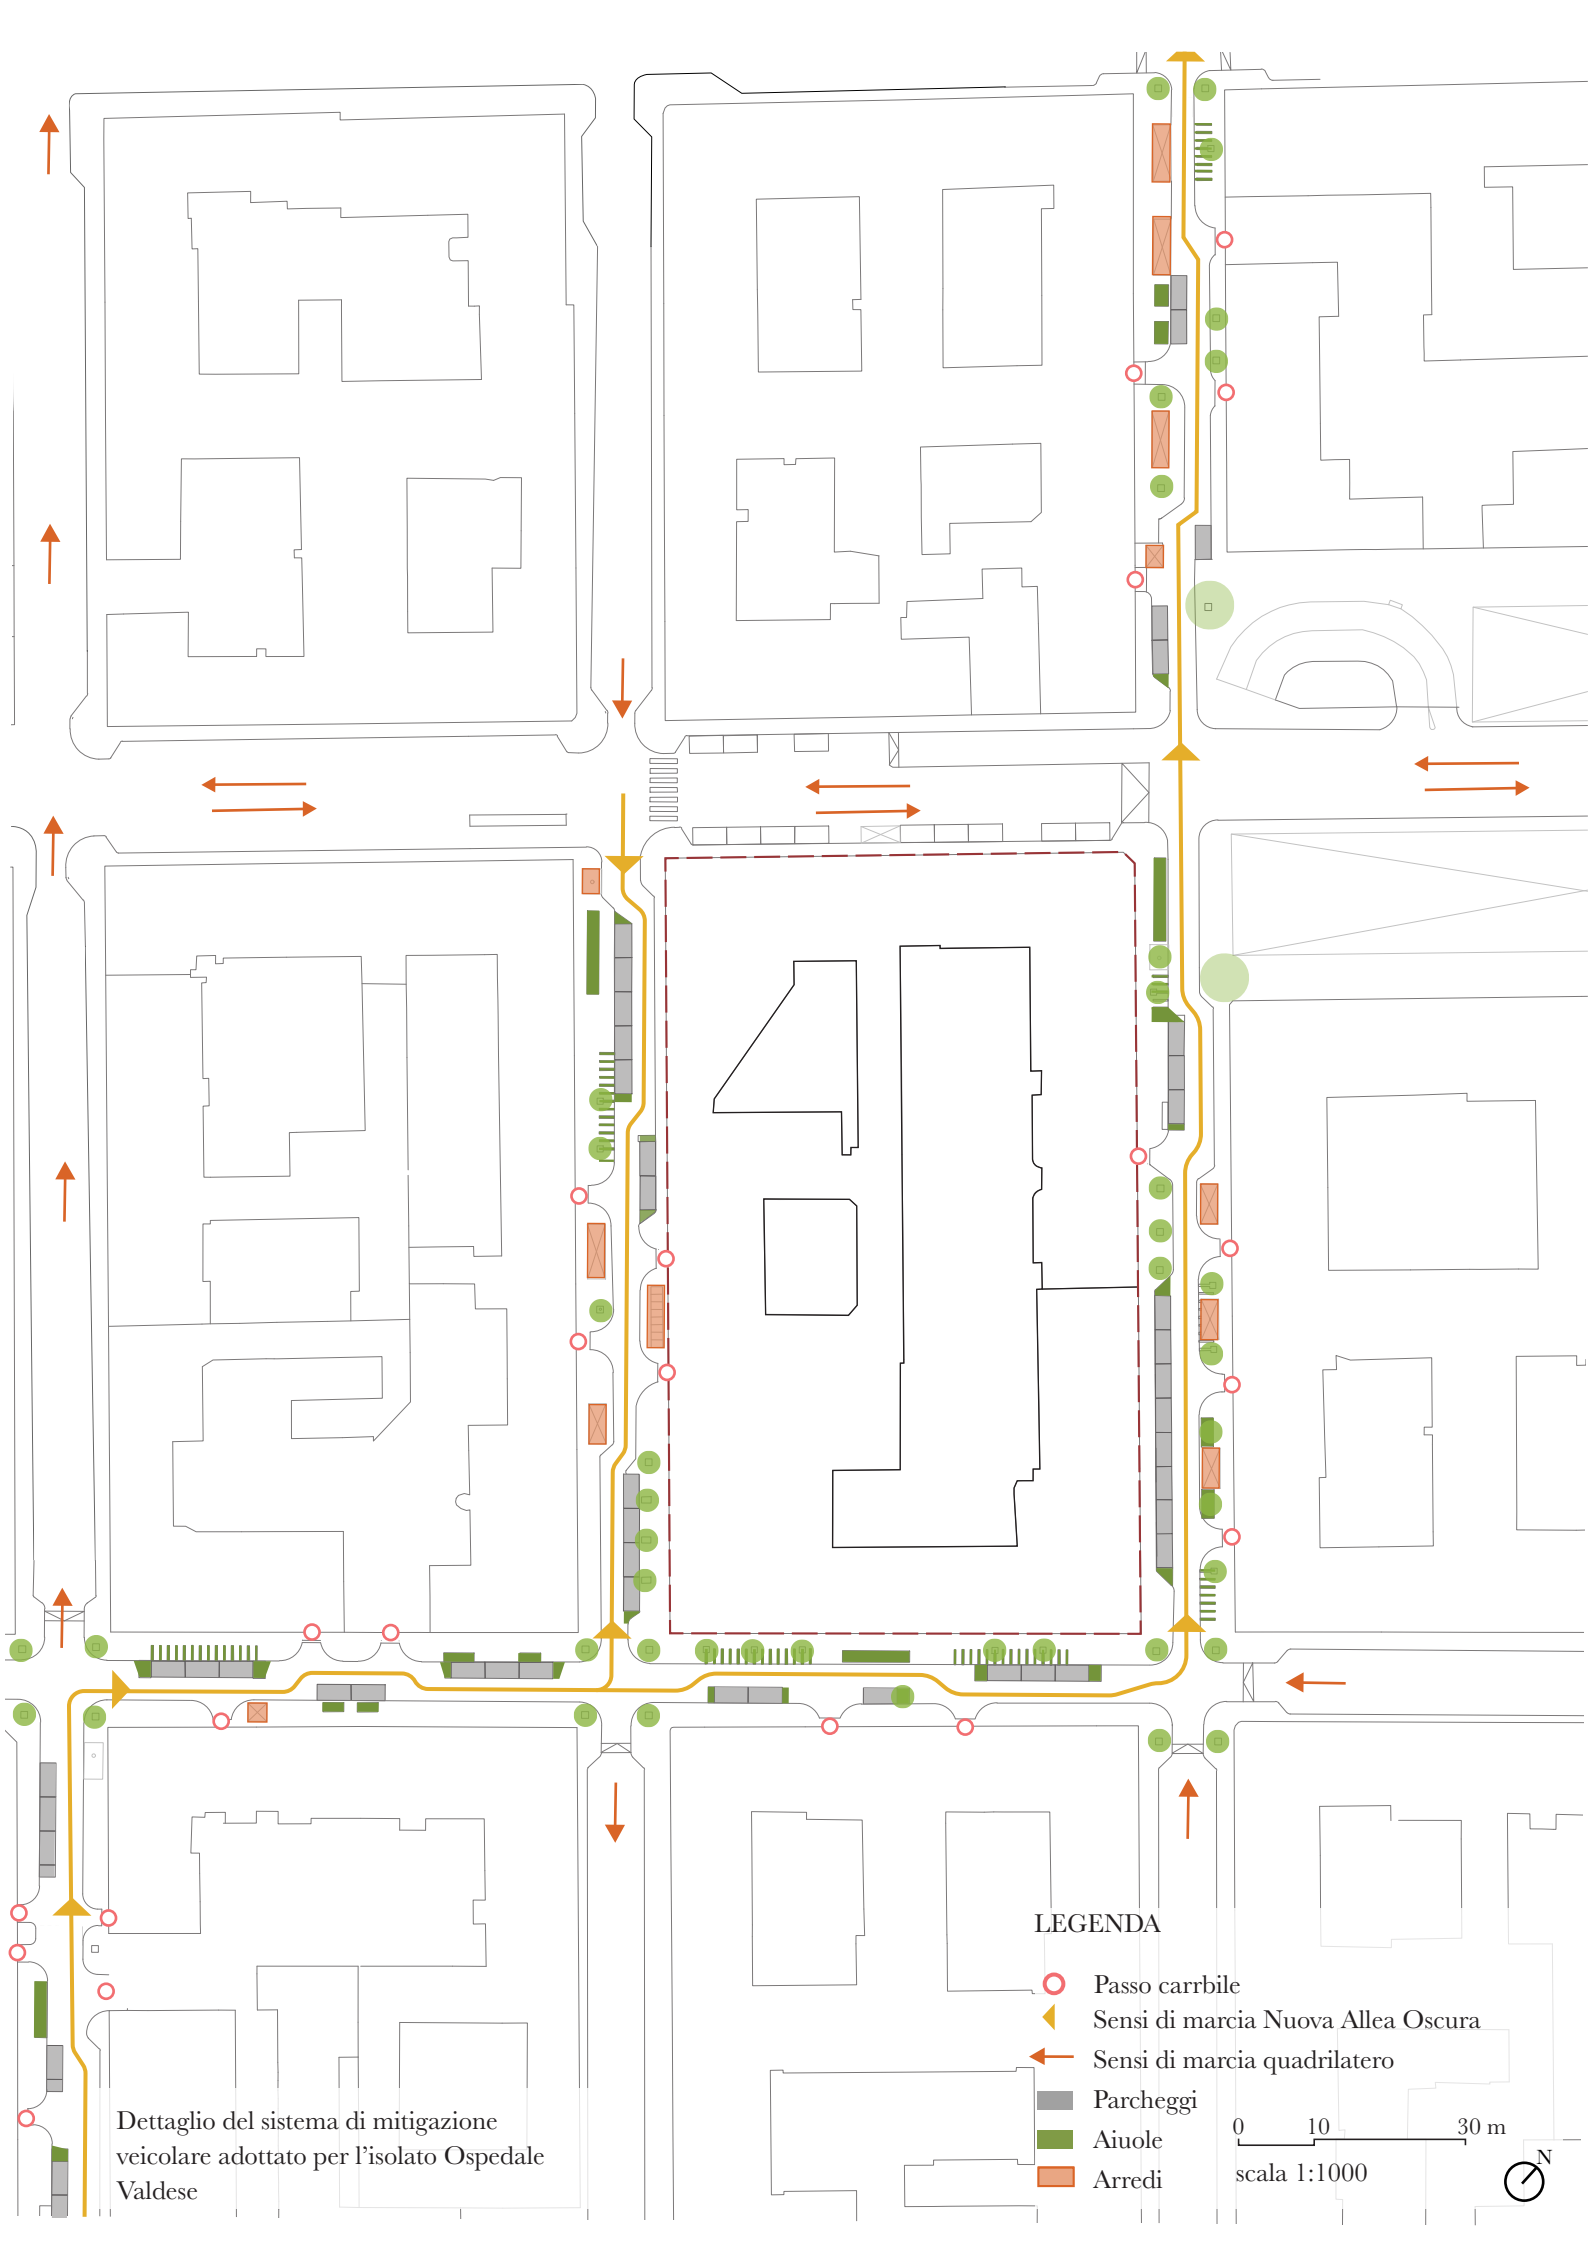 LEGENDA
Passo carrbile
Sensi di marcia Nuova Allea Oscura
Sensi di marcia quadrilatero
Parcheggi
Aiuole
Arredi
0 10 30 m
scala 1:1000
N
Dettaglio del sistema di mitigazione
veicolare adottato per l'isolato Ospedale
Valdese